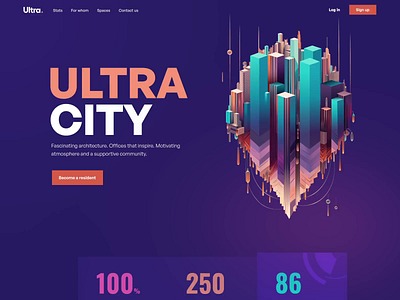 Ultra.
Stats
For whom
Spaces
Contact us
Log In
Sign up
ULTRA
CITY
Fascinating architecture. Offices that inspire. Motivating
atmosphere and a supportive community.
Become a resident
100%
250
86